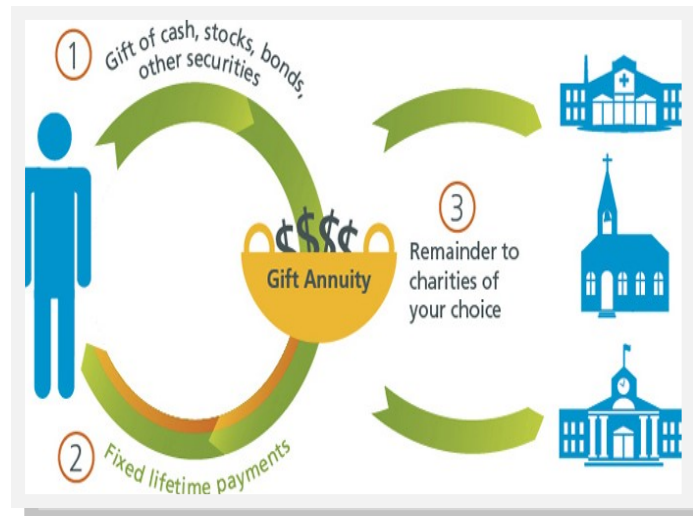 1
Gift of cash, stocks, bonds,
other securities
$$$$
Gift Annuity
3
Remainder to
charities of
your choice
2
Fixed lifetime payments